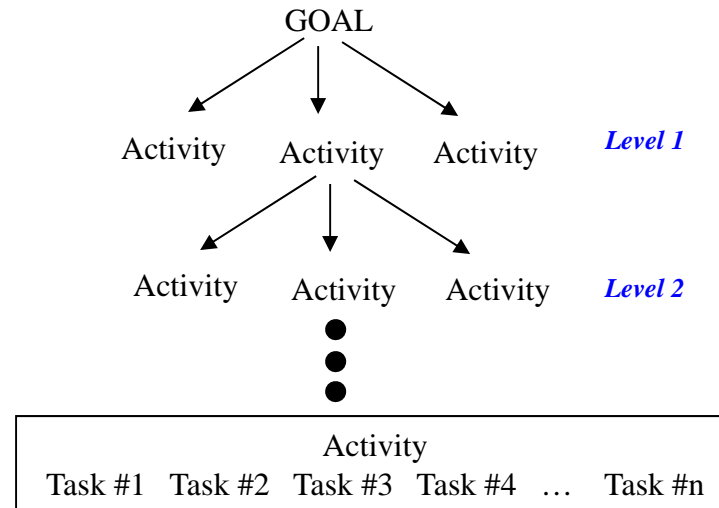 GOAL
Activity Activity Activity Level 1
Activity Activity Activity Level 2
Activity
Task #1 Task #2 Task #3 Task #4 … Task #n